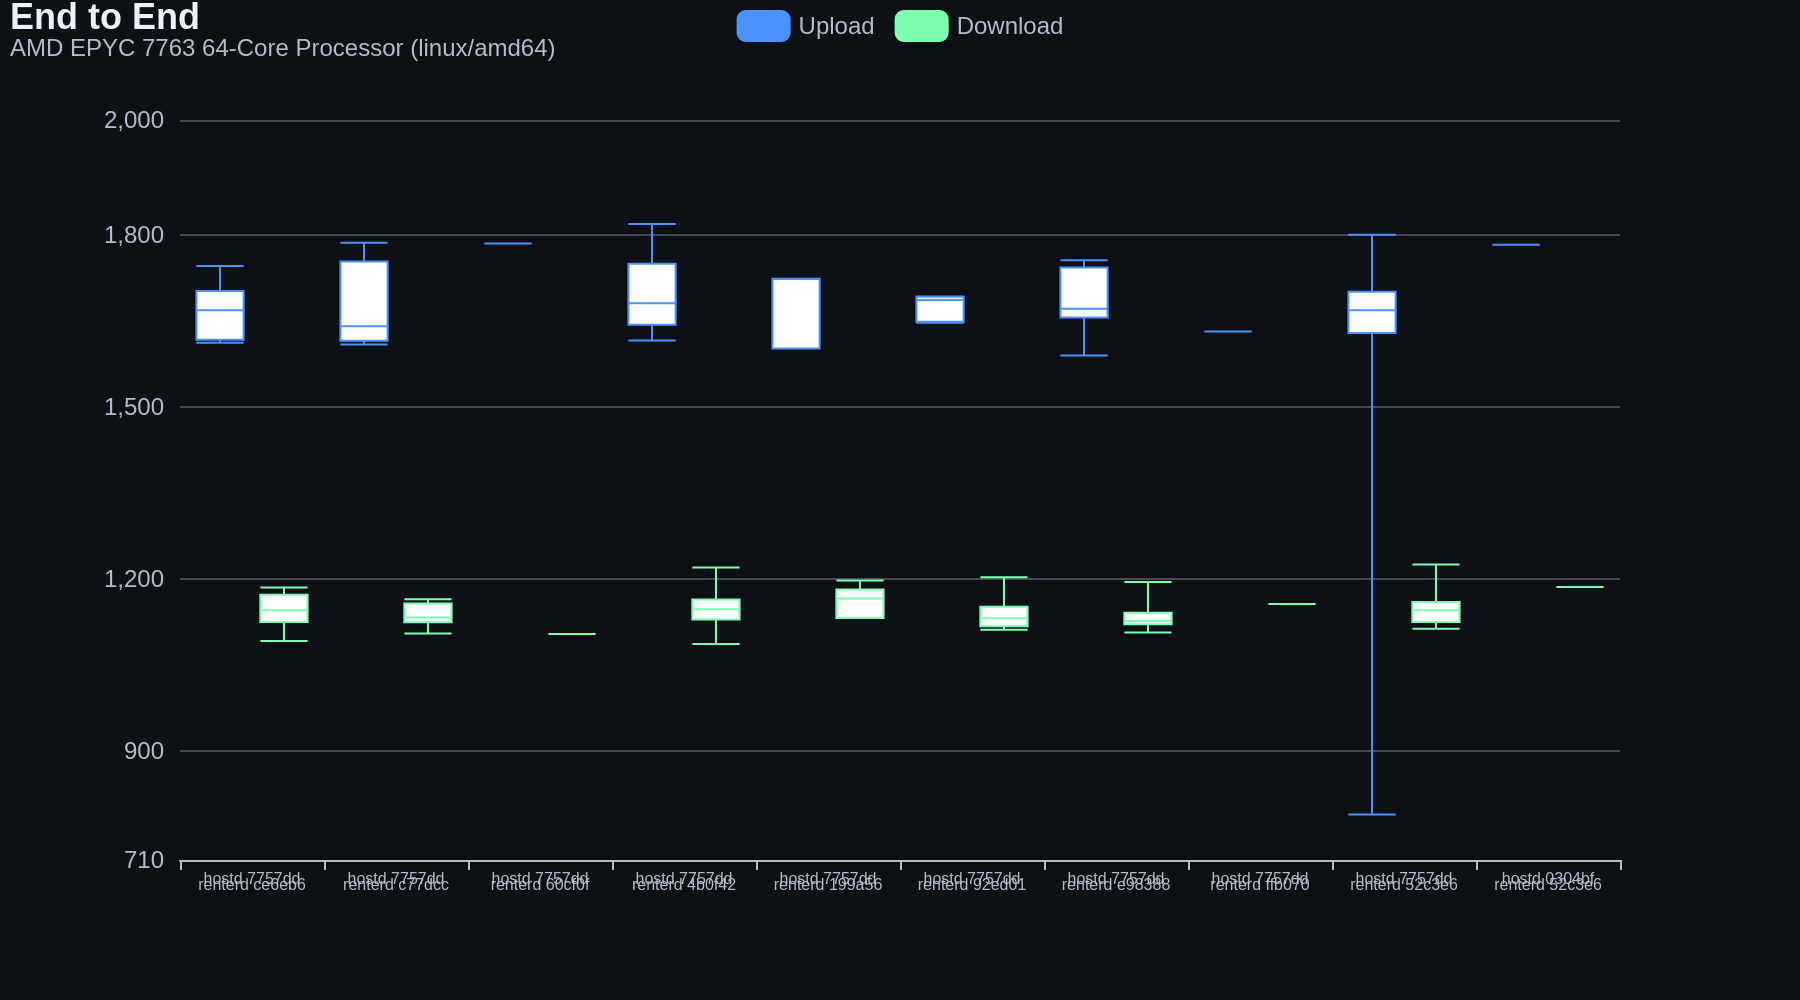 End to End
AMD EPYC 7763 64-Core Processor (linux/amd64)
Upload
Download
2,000
1,800
1,500
1,200
900
710
hostd 7757dd
renterd ce6eb6
hostd 7757dd
renterd c77dcc
hostd 7757dd
renterd 60cf0f
hostd 7757dd
renterd 4b0f42
hostd 7757dd
renterd 199a56
hostd 7757dd
renterd 92ed01
hostd 7757dd
renterd e98388
hostd 7757dd
renterd ffb070
hostd 7757dd
renterd 52c3e6
hostd 0304bf
renterd 52c3e6